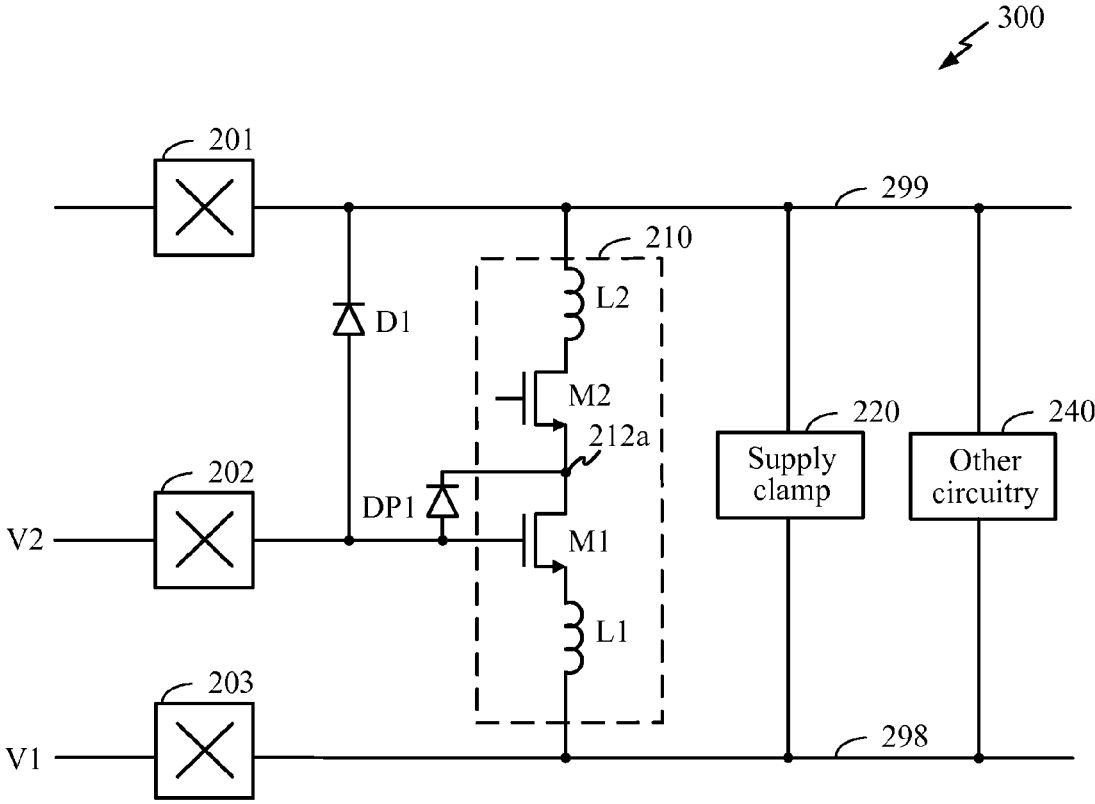 300
201
299
210
L2
D1
M2
212a
220
240
Supply
clamp
Other
circuitry
202
DP1
V2
M1
L1
203
298
V1